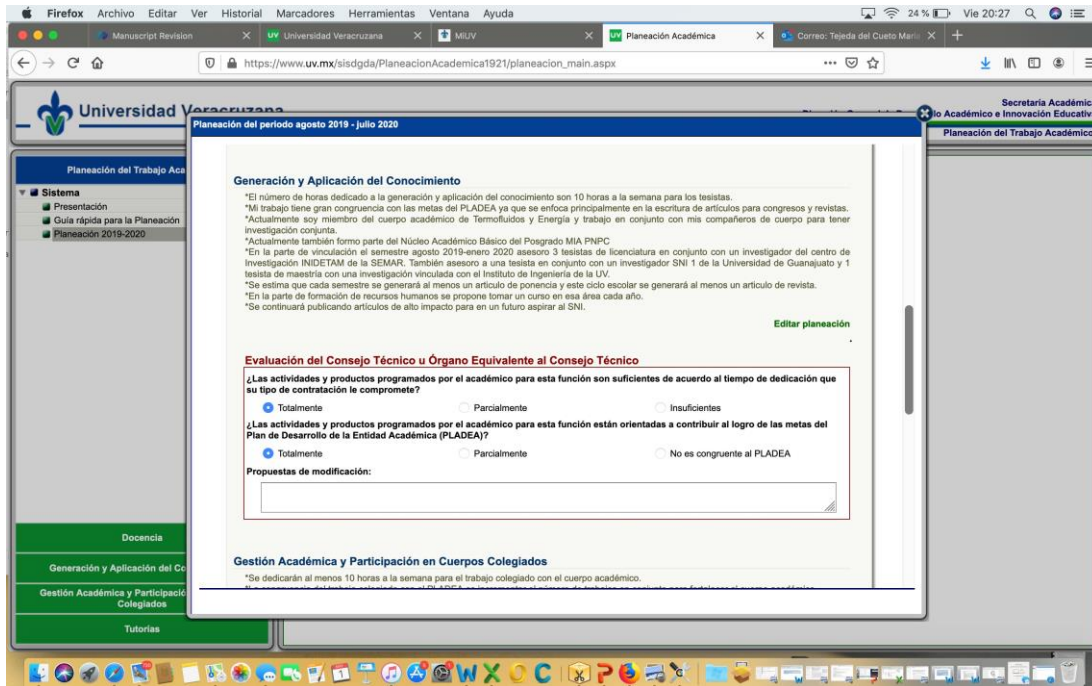 Firefox Archivo Editar Ver Historial Marcadores Herramientas Ventana Ayuda 24 % Vie 20:27
Manuscript Revision
Universidad Veracruzana
MiUV
Planeación Académica
Correo: Tejeda del Cueto María
https://www.uv.mx/sisdgda/PlaneacionAcademica1921/planeacion_main.aspx
Universidad Veracruzana
Secretaría Académic
lo Académico e Innovación Educativ
Planeación del Trabajo Académico
Planeación del periodo agosto 2019 - julio 2020
Planeación del Trabajo Aca
Sistema
Presentación
Guía rápida para la Planeación
Planeación 2019-2020
Generación y Aplicación del Conocimiento
*El número de horas dedicado a la generación y aplicación del conocimiento son 10 horas a la semana para los tesistas.
*Mi trabajo tiene gran congruencia con las metas del PLADEA ya que se enfoca principalmente en la escritura de artículos para congresos y revistas.
*Actualmente soy miembro del cuerpo académico de Termofluidos y Energía y trabajo en conjunto con mis compañeros de cuerpo para tener
investigación conjunta.
*Actualmente también formo parte del Núcleo Académico Básico del Posgrado MIA PNPC
*En la parte de vinculación el semestre agosto 2019-enero 2020 asesoro 3 tesistas de licenciatura en conjunto con un investigador del centro de
Investigación INIDETAM de la SEMAR. También asesoro a una tesista en conjunto con un investigador SNI 1 de la Universidad de Guanajuato y 1
tesista de maestría con una investigación vinculada con el Instituto de Ingeniería de la UV.
*Se estima que cada semestre se generará al menos un articulo de ponencia y este ciclo escolar se generará al menos un articulo de revista.
*En la parte de formación de recursos humanos se propone tomar un curso en esa área cada año.
*Se continuará publicando artículos de alto impacto para en un futuro aspirar al SNI.
Editar planeación
.
Evaluación del Consejo Técnico u Órgano Equivalente al Consejo Técnico
¿Las actividades y productos programados por el académico para esta función son suficientes de acuerdo al tiempo de dedicación que
su tipo de contratación le compromete?
Totalmente Parcialmente Insuficientes
¿Las actividades y productos programados por el académico para esta función están orientadas a contribuir al logro de las metas del
Plan de Desarrollo de la Entidad Académica (PLADEA)?
Totalmente Parcialmente No es congruente al PLADEA
Propuestas de modificación:
Gestión Académica y Participación en Cuerpos Colegiados
*Se dedicarán al menos 10 horas a la semana para el trabajo colegiado con el cuerpo académico.
Docencia
Generación y Aplicación del Co
Gestión Académica y Participació
Colegiados
Tutorías